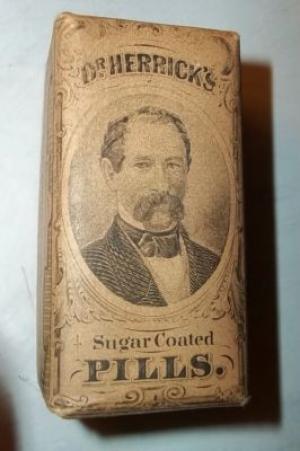 DR HERRICK'S
Sugar Coated
PILLS.